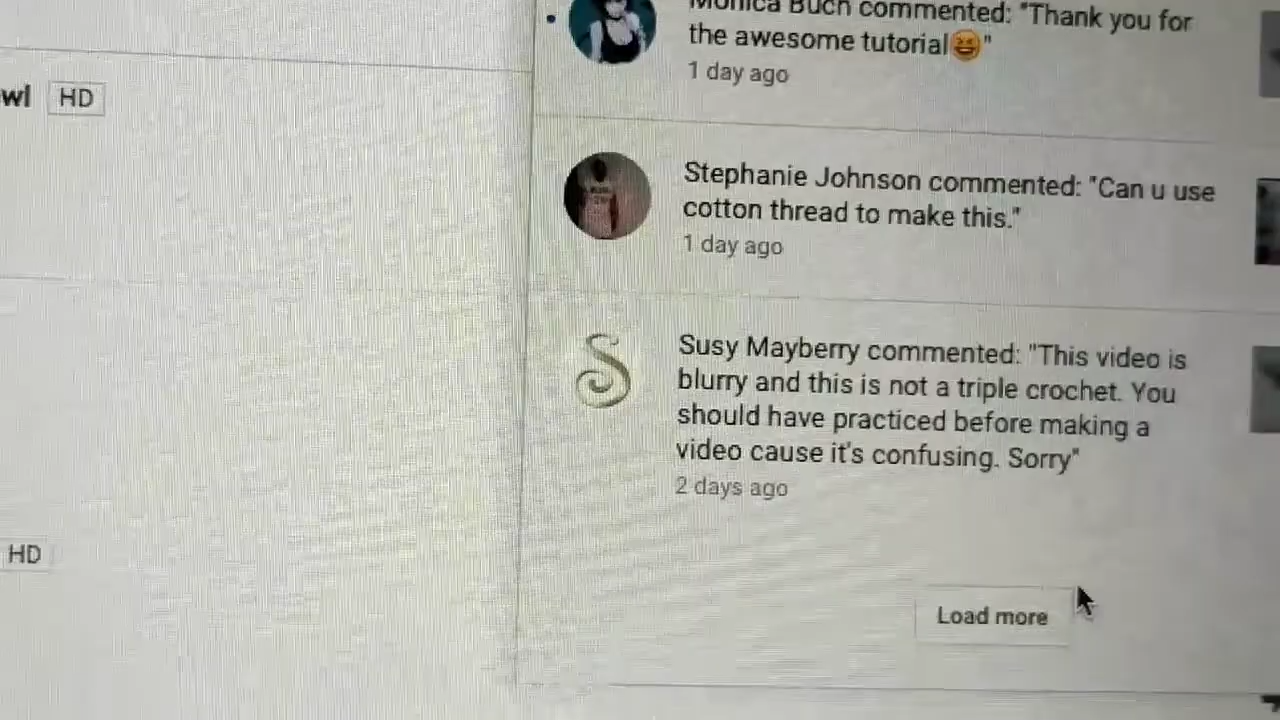 Monica Buch commented: "Thank you for
the awesome tutorial😆"
1 day ago
wl HD
Stephanie Johnson commented: "Can u use
cotton thread to make this."
1 day ago
Susy Mayberry commented: "This video is
blurry and this is not a triple crochet. You
should have practiced before making a
video cause it's confusing. Sorry"
2 days ago
HD
Load more